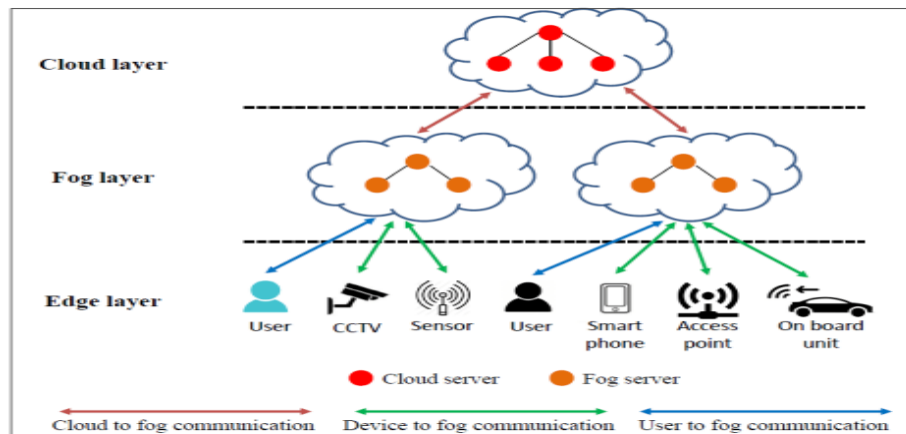 Cloud layer
Fog layer
Edge layer
User
CCTV
Sensor
User
Smart
phone
Access
point
On board
unit
Cloud server
Fog server
Cloud to fog communication
Device to fog communication
User to fog communication